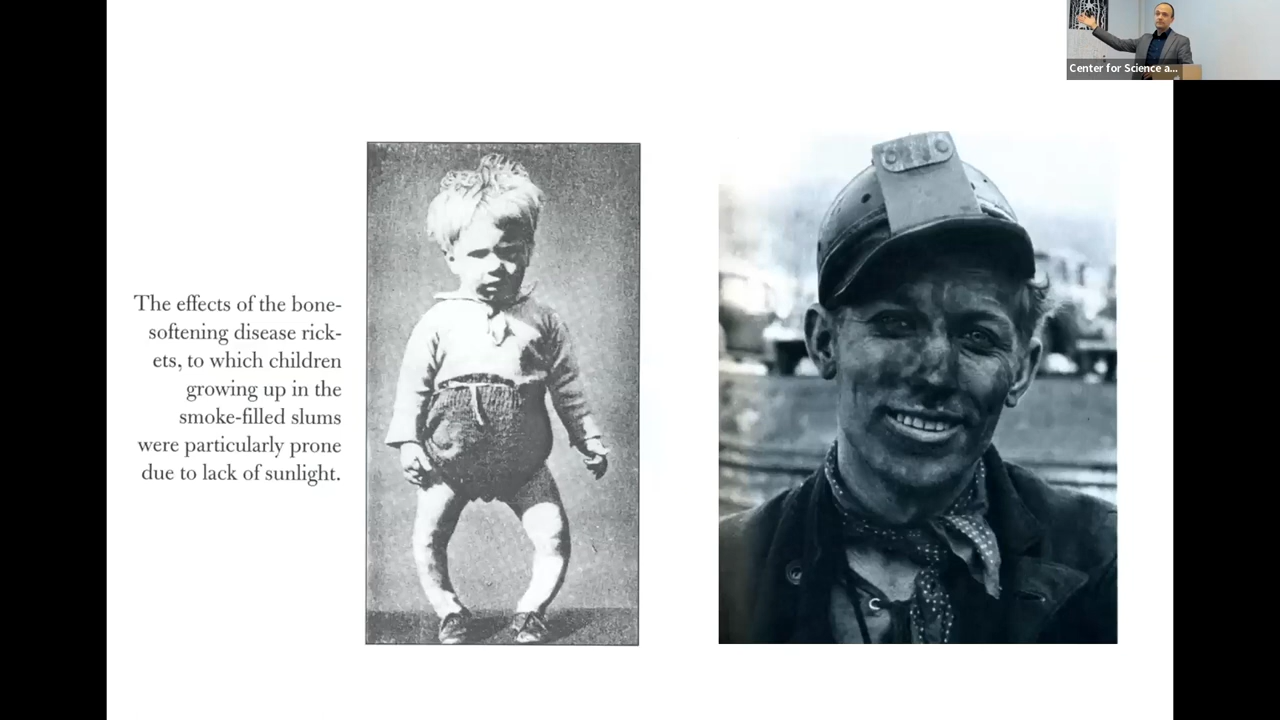 The effects of the bone-
softening disease rick-
ets, to which children
growing up in the
smoke-filled slums
were particularly prone
due to lack of sunlight.
Center for Science a...